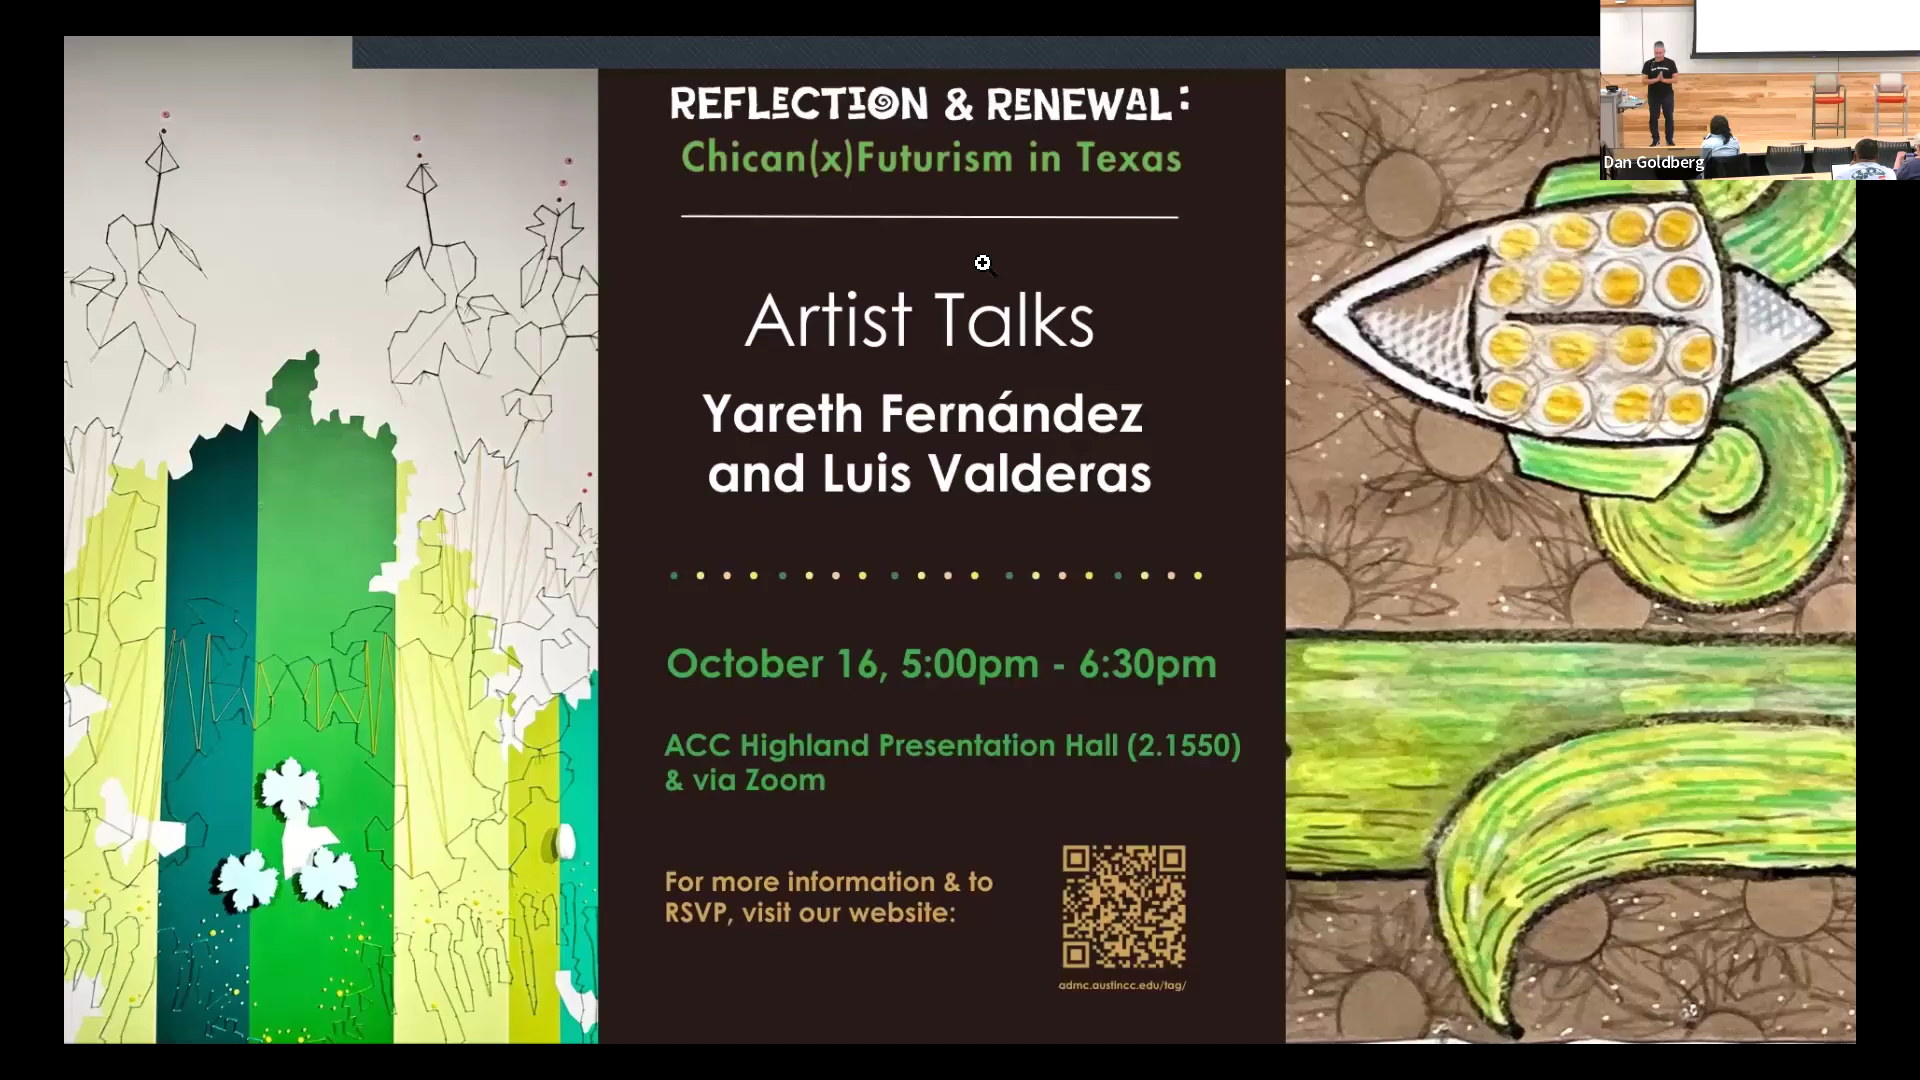 REFLECTION & RENEWAL:
Chican(x)Futurism in Texas
Artist Talks
Yareth Fernández
and Luis Valderas
October 16, 5:00pm - 6:30pm
ACC Highland Presentation Hall (2.1550)
& via Zoom
For more information & to
RSVP, visit our website:
admc.austincc.edu/tag/
Dan Goldberg